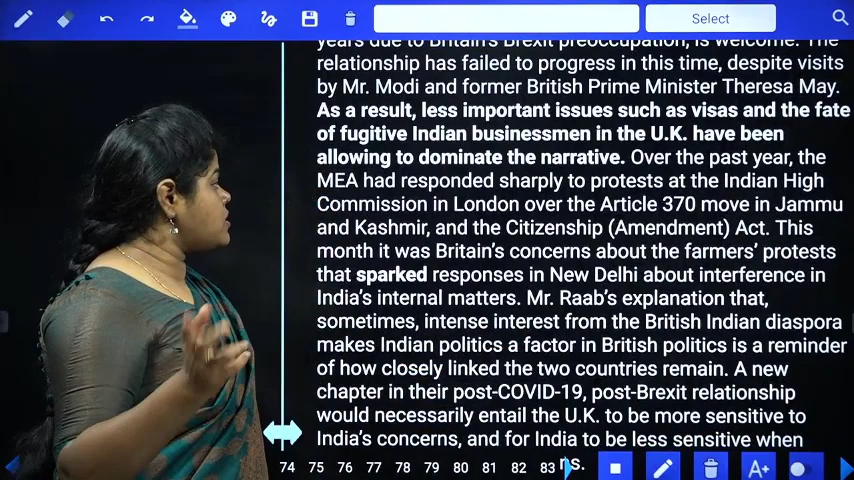 Select
years due to Britain's Brexit preoccupation, is welcome. The
relationship has failed to progress in this time, despite visits
by Mr. Modi and former British Prime Minister Theresa May.
As a result, less important issues such as visas and the fate
of fugitive Indian businessmen in the U.K. have been
allowing to dominate the narrative. Over the past year, the
MEA had responded sharply to protests at the Indian High
Commission in London over the Article 370 move in Jammu
and Kashmir, and the Citizenship (Amendment) Act. This
month it was Britain's concerns about the farmers' protests
that sparked responses in New Delhi about interference in
India's internal matters. Mr. Raab's explanation that,
sometimes, intense interest from the British Indian diaspora
makes Indian politics a factor in British politics is a reminder
of how closely linked the two countries remain. A new
chapter in their post-COVID-19, post-Brexit relationship
would necessarily entail the U.K. to be more sensitive to
India's concerns, and for India to be less sensitive when
74 75 76 77 78 79 80 81 82 83
A+